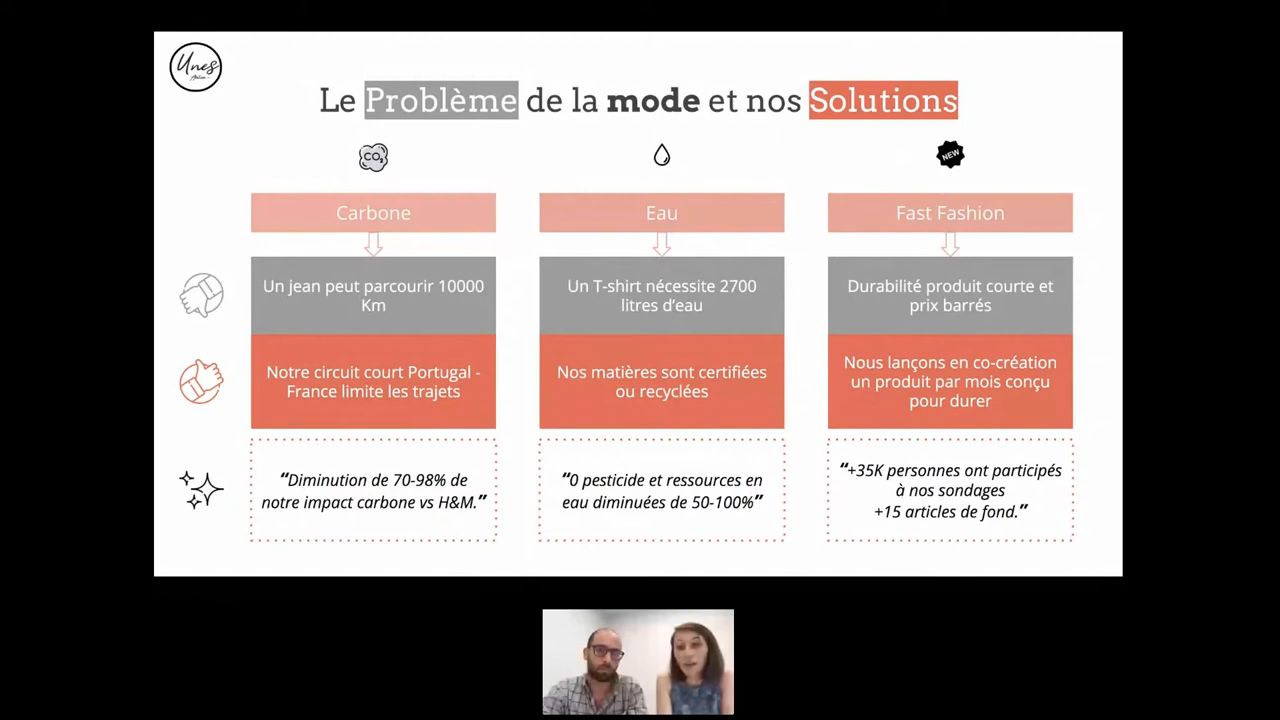 Unes
Le Problème de la mode et nos Solutions
CO₂
NEW
Carbone
Eau
Fast Fashion
Un jean peut parcourir 10000
Km
Un T-shirt nécessite 2700
litres d'eau
Durabilité produit courte et
prix barrés
Notre circuit court Portugal -
France limite les trajets
Nos matières sont certifiées
ou recyclées
Nous lançons en co-création
un produit par mois conçu
pour durer
“Diminution de 70-98% de
notre impact carbone vs H&M.”
“0 pesticide et ressources en
eau diminuées de 50-100%”
“+35K personnes ont participés
à nos sondages
+15 articles de fond.”